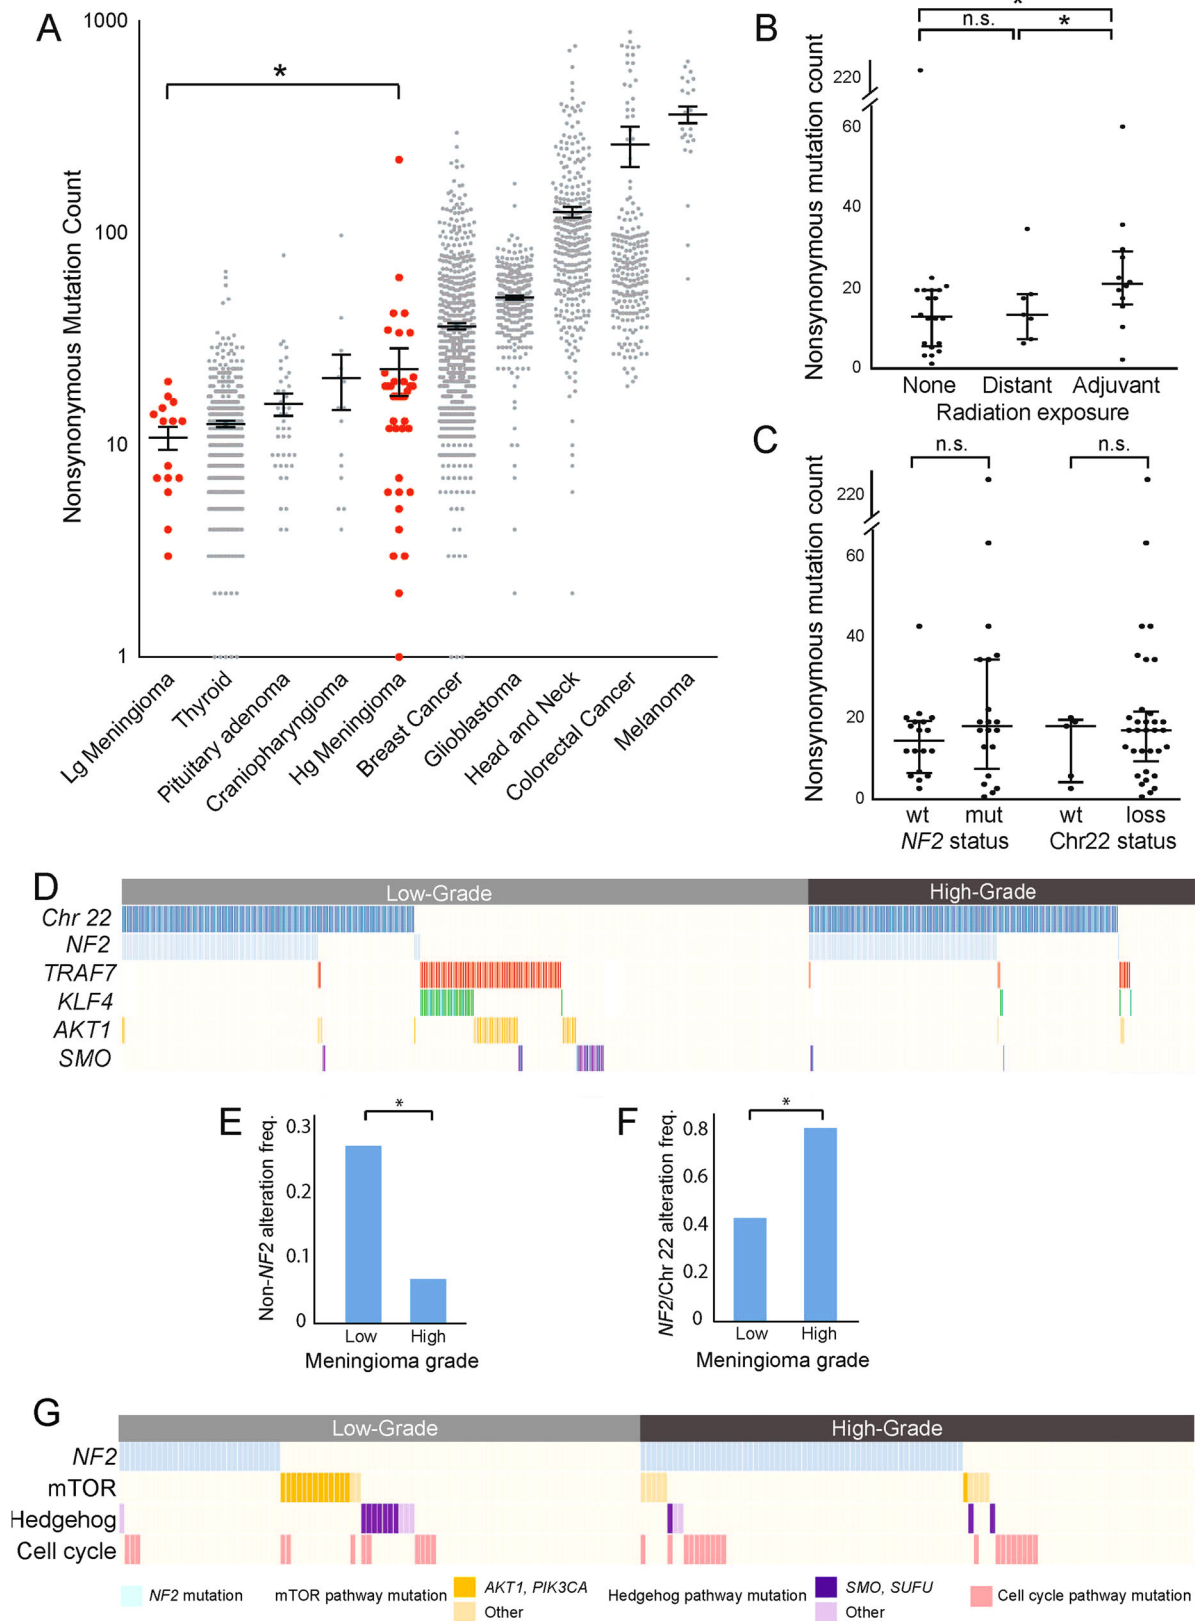 A
Nonsynonymous Mutation Count
1000
100
10
1
*
Lg Meningioma
Thyroid
Pituitary adenoma
Craniopharyngioma
Hg Meningioma
Breast Cancer
Glioblastoma
Head and Neck
Colorectal Cancer
Melanoma
B
Nonsynonymous mutation count
*
n.s.
*
220
60
40
20
0
None
Distant
Adjuvant
Radiation exposure
C
Nonsynonymous mutation count
n.s.
n.s.
220
60
40
20
0
wt
mut
wt
loss
NF2 status
Chr22 status
D
Low-Grade
High-Grade
Chr 22
NF2
TRAF7
KLF4
AKT1
SMO
E
Non-NF2 alteration freq.
*
0.3
0.2
0.1
0
Low
High
Meningioma grade
F
NF2/Chr 22 alteration freq.
*
0.8
0.6
0.4
0.2
0
Low
High
Meningioma grade
G
Low-Grade
High-Grade
NF2
mTOR
Hedgehog
Cell cycle
NF2 mutation
mTOR pathway mutation
AKT1, PIK3CA
Other
Hedgehog pathway mutation
SMO, SUFU
Other
Cell cycle pathway mutation